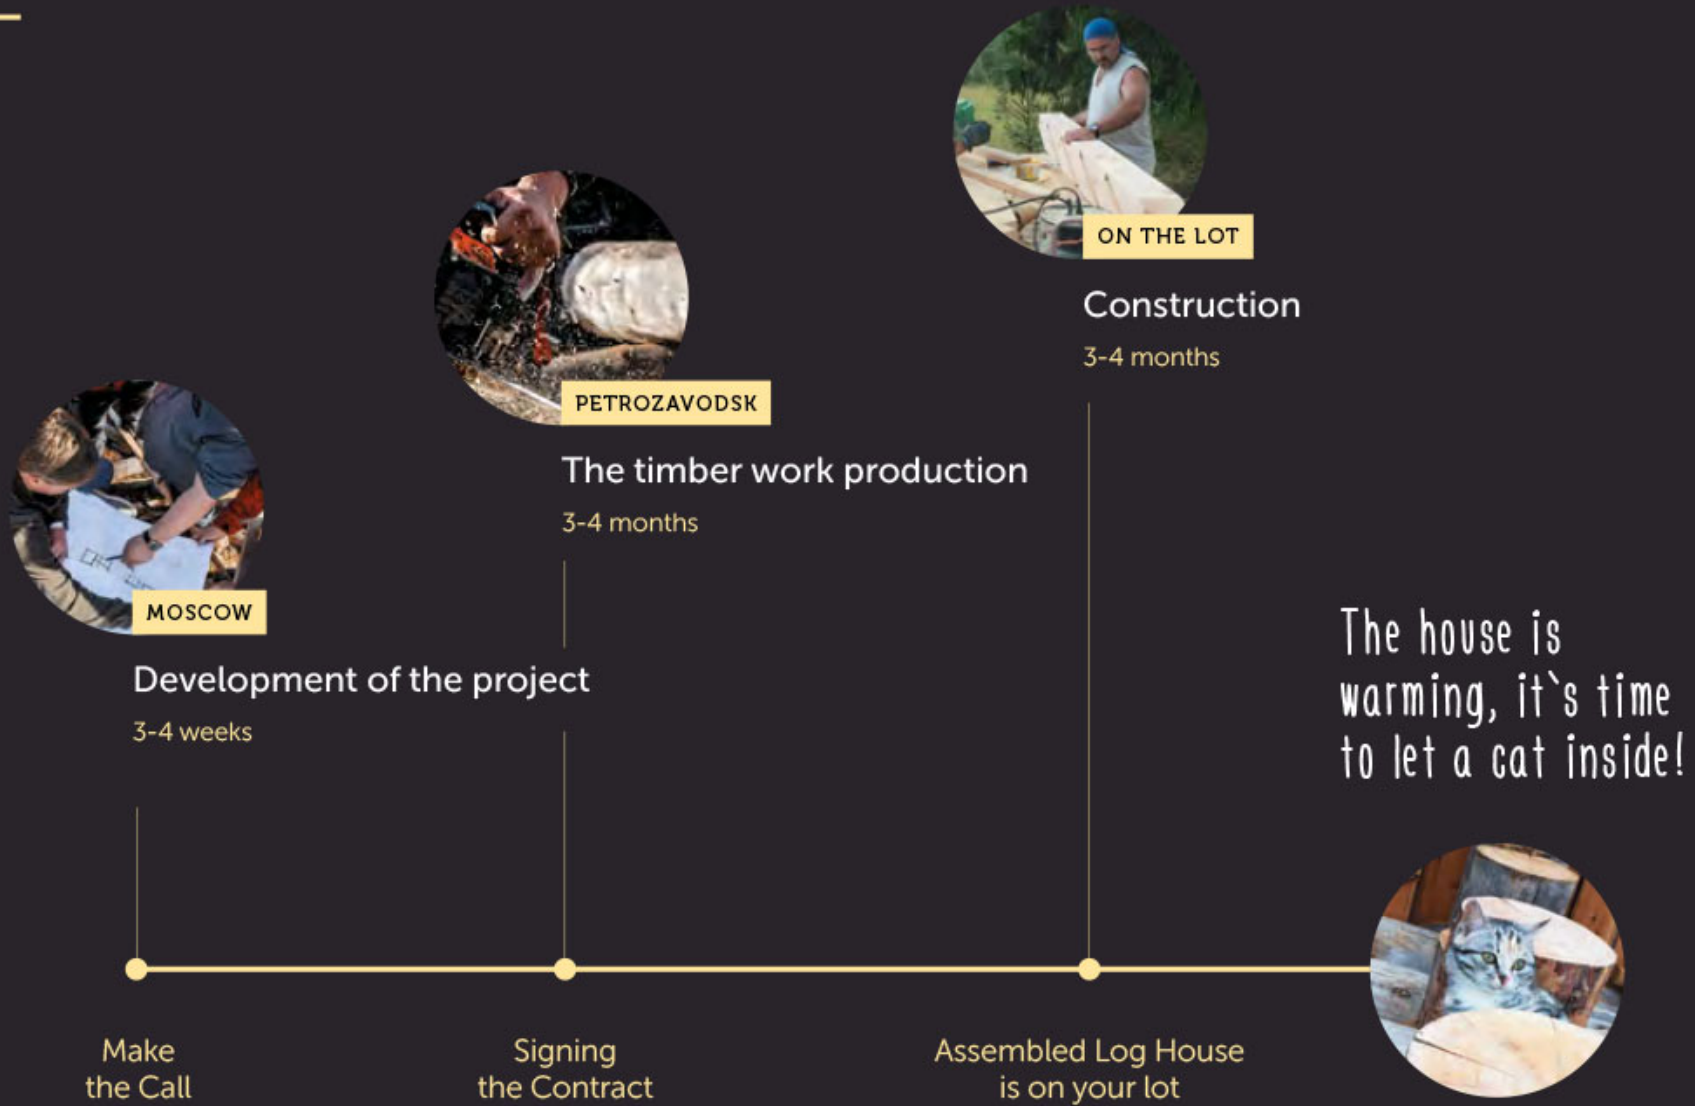 MOSCOW
Development of the project
3-4 weeks
Make
the Call
PETROZAVODSK
The timber work production
3-4 months
Signing
the Contract
ON THE LOT
Construction
3-4 months
Assembled Log House
is on your lot
The house is
warming, it`s time
to let a cat inside!